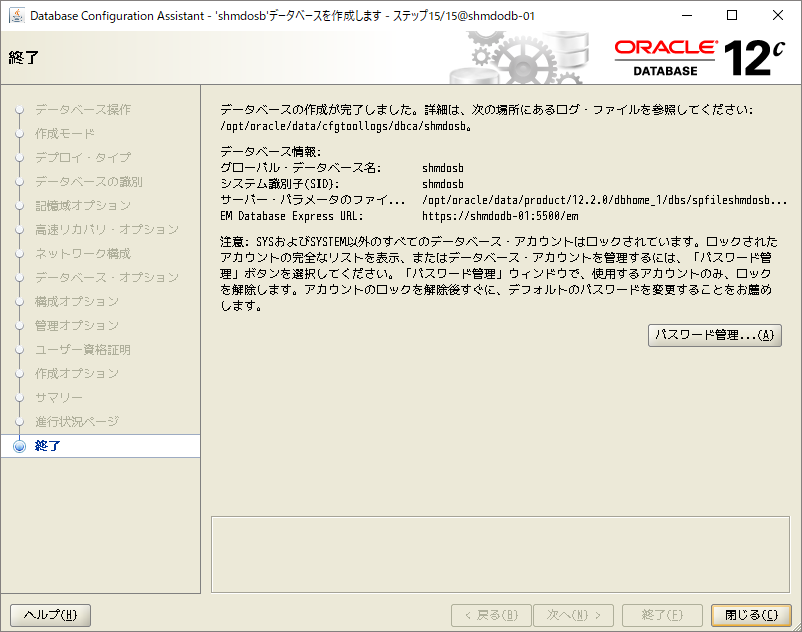 Database Configuration Assistant - 'shmdosb'データベースを作成します - ステップ15/15@shmdodb-01
終了
ORACLE
DATABASE
12c
データベース操作
作成モード
デプロイ・タイプ
データベースの識別
記憶域オプション
高速リカバリ・オプション
ネットワーク構成
データベース・オプション
構成オプション
管理オプション
ユーザー資格証明
作成オプション
サマリー
進行状況ページ
終了
データベースの作成が完了しました。詳細は、次の場所にあるログ・ファイルを参照してください:
/opt/oracle/data/cfgtoollogs/dbca/shmdosb。
データベース情報:
グローバル・データベース名: shmdosb
システム識別子(SID): shmdosb
サーバー・パラメータのファイ... /opt/oracle/data/product/12.2.0/dbhome_1/dbs/spfileshmdosb...
EM Database Express URL: https://shmdodb-01:5500/em
注意: SYSおよびSYSTEM以外のすべてのデータベース・アカウントはロックされています。ロックされた
アカウントの完全なリストを表示、またはデータベース・アカウントを管理するには、「パスワード管
理」ボタンを選択してください。「パスワード管理」ウィンドウで、使用するアカウントのみ、ロック
を解除します。アカウントのロックを解除後すぐに、デフォルトのパスワードを変更することをお薦め
します。
パスワード管理...(A)
ヘルプ(H)
< 戻る(B)
次へ(N) >
終了(F)
閉じる(C)